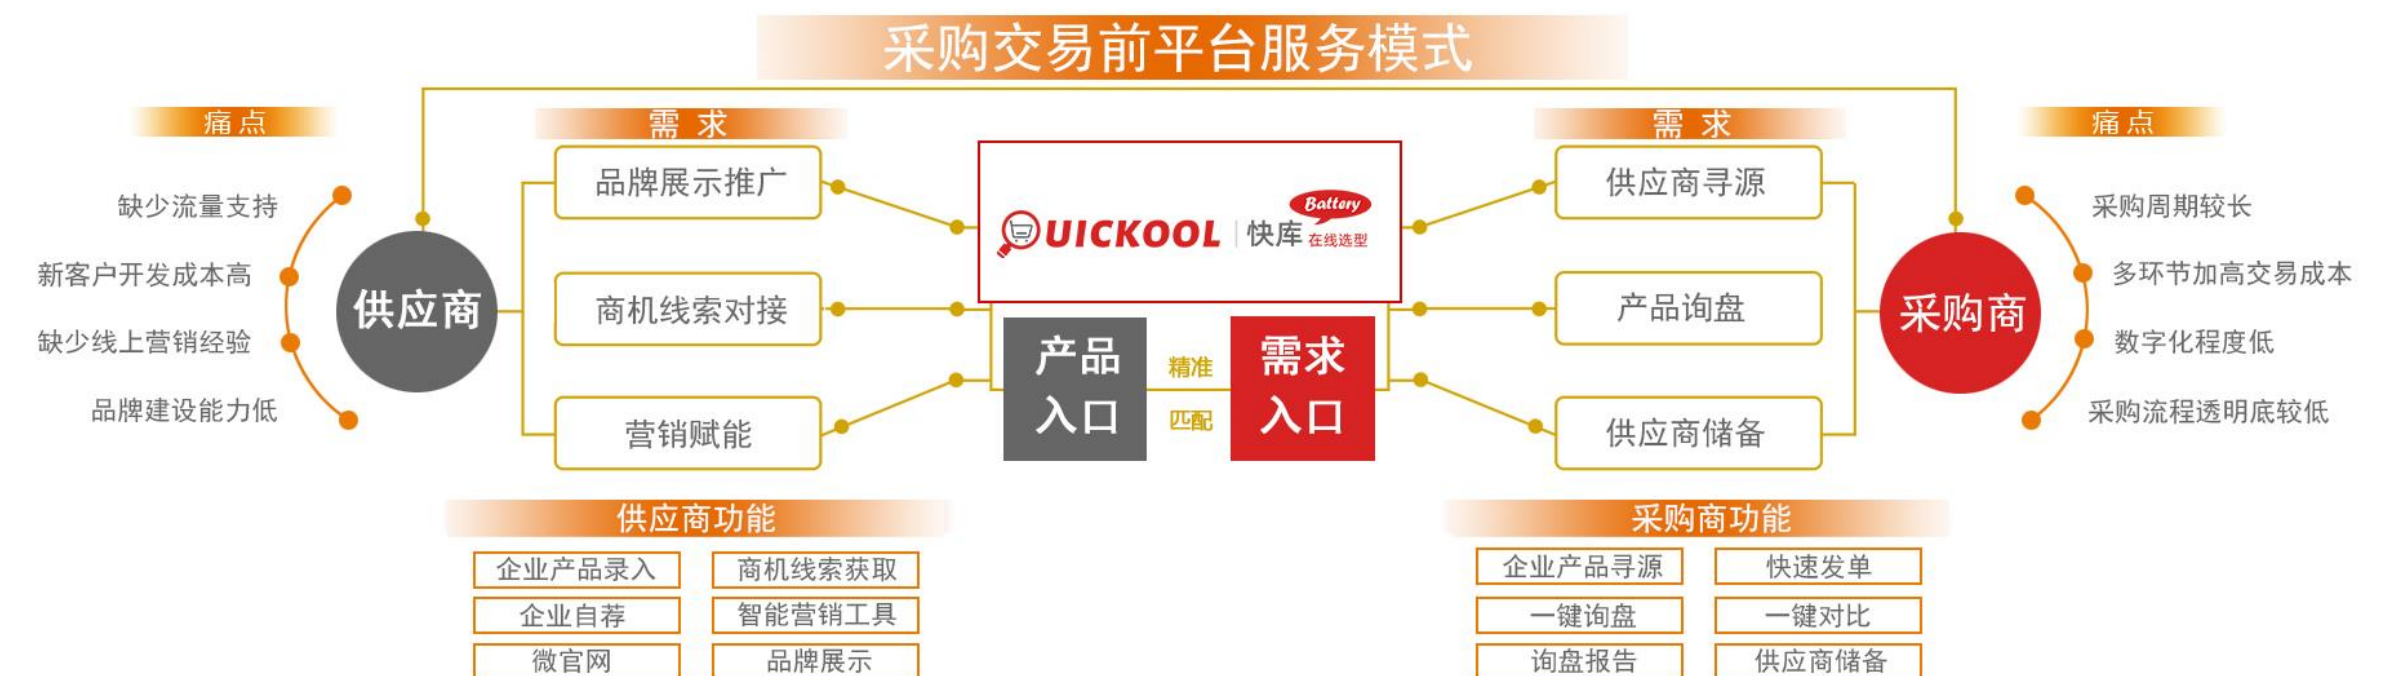 采购交易前平台服务模式
痛点
缺少流量支持
新客户开发成本高
缺少线上营销经验
品牌建设能力低
供应商
需求
品牌展示推广
商机线索对接
营销赋能
QUICKOOL 快库 Battery 在线选型
产品
入口
精准
匹配
需求
入口
需求
供应商寻源
产品询盘
供应商储备
采购商
痛点
采购周期较长
多环节加高交易成本
数字化程度低
采购流程透明底较低
供应商功能
企业产品录入 商机线索获取
企业自荐 智能营销工具
微官网 品牌展示
采购商功能
企业产品寻源 快速发单
一键询盘 一键对比
询盘报告 供应商储备